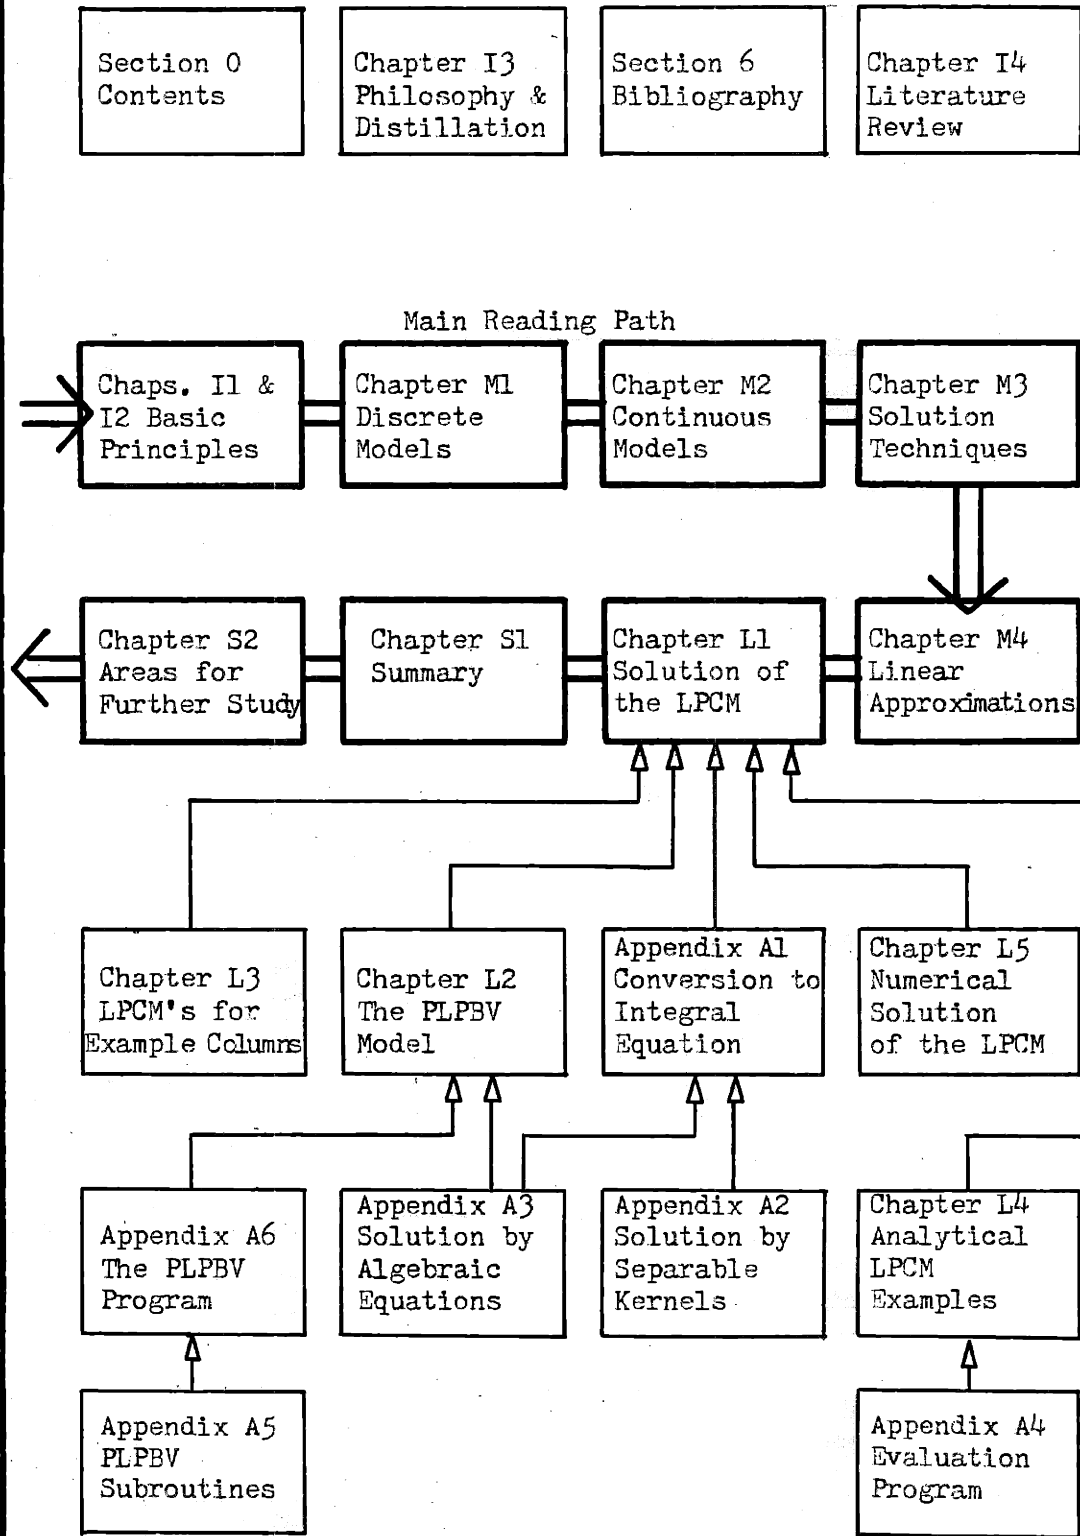 Section 0
Contents
Chapter I3
Philosophy &
Distillation
Section 6
Bibliography
Chapter I4
Literature
Review
Main Reading Path
Chaps. I1 &
I2 Basic
Principles
Chapter M1
Discrete
Models
Chapter M2
Continuous
Models
Chapter M3
Solution
Techniques
Chapter S2
Areas for
Further Study
Chapter S1
Summary
Chapter L1
Solution of
the LPCM
Chapter M4
Linear
Approximations
Chapter L3
LPCM's for
Example Columns
Chapter L2
The PLPBV
Model
Appendix A1
Conversion to
Integral
Equation
Chapter L5
Numerical
Solution
of the LPCM
Appendix A6
The PLPBV
Program
Appendix A3
Solution by
Algebraic
Equations
Appendix A2
Solution by
Separable
Kernels
Chapter L4
Analytical
LPCM
Examples
Appendix A5
PLPBV
Subroutines
Appendix A4
Evaluation
Program